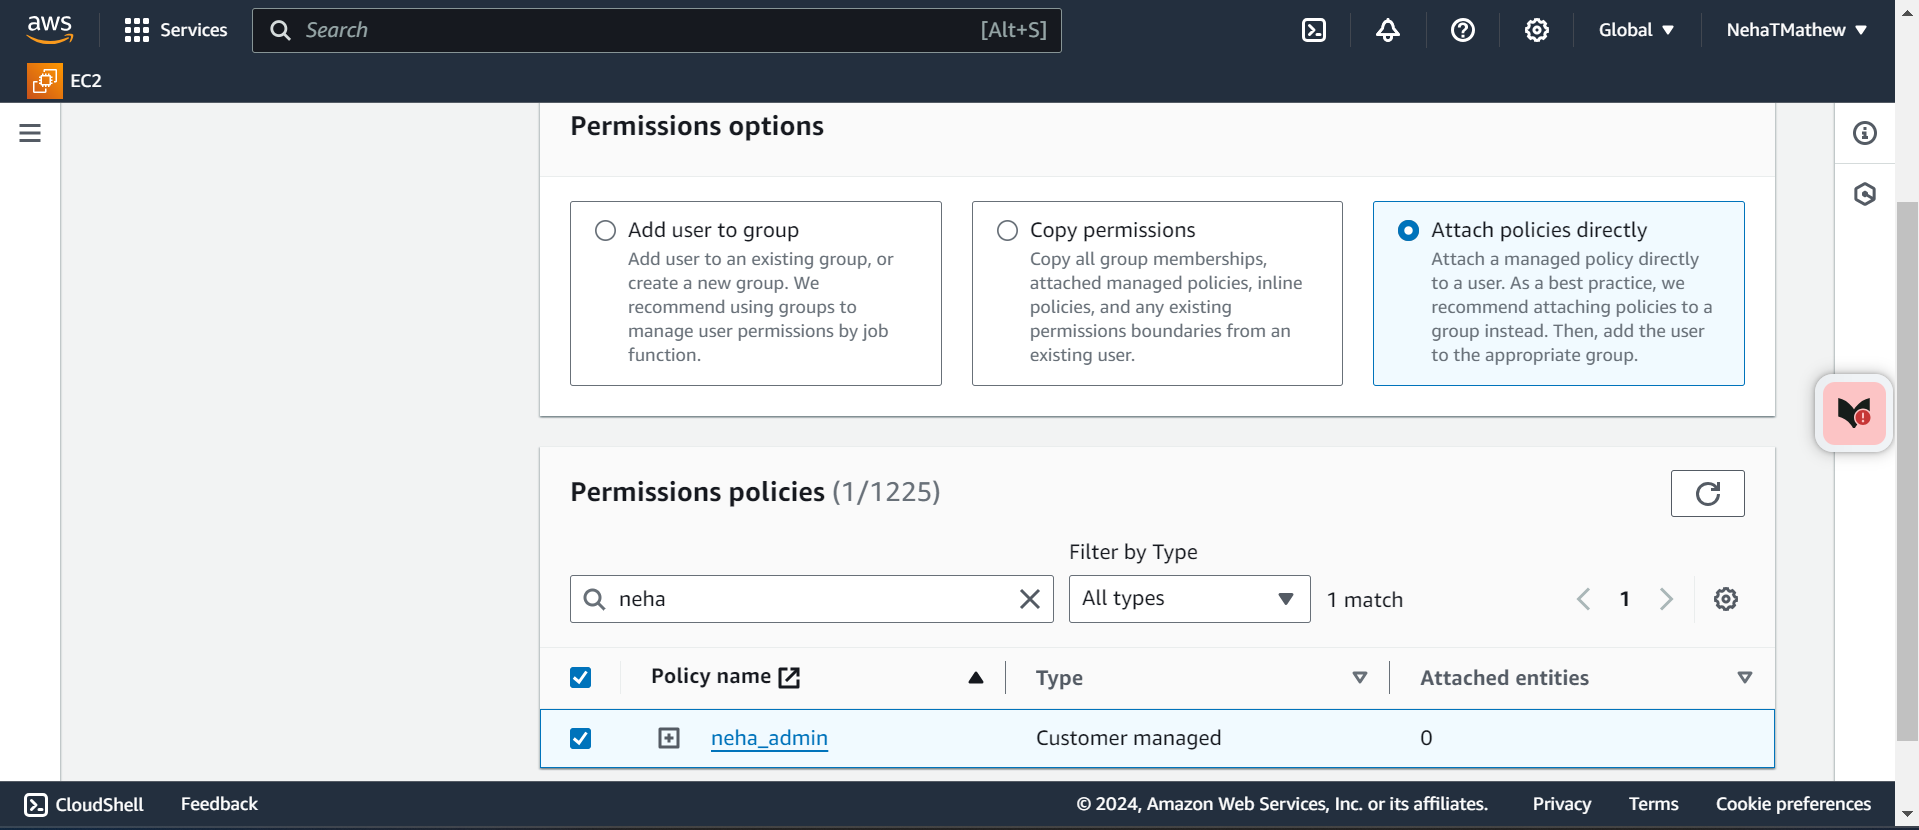 aws
Services
Search
[Alt+S]
Global
NehaTMathew
EC2
Permissions options
Add user to group
Add user to an existing group, or
create a new group. We
recommend using groups to
manage user permissions by job
function.
Copy permissions
Copy all group memberships,
attached managed policies, inline
policies, and any existing
permissions boundaries from an
existing user.
Attach policies directly
Attach a managed policy directly
to a user. As a best practice, we
recommend attaching policies to a
group instead. Then, add the user
to the appropriate group.
Permissions policies (1/1225)
Filter by Type
neha
All types
1 match
1
Policy name
Type
Attached entities
neha_admin
Customer managed
0
CloudShell
Feedback
© 2024, Amazon Web Services, Inc. or its affiliates.
Privacy
Terms
Cookie preferences